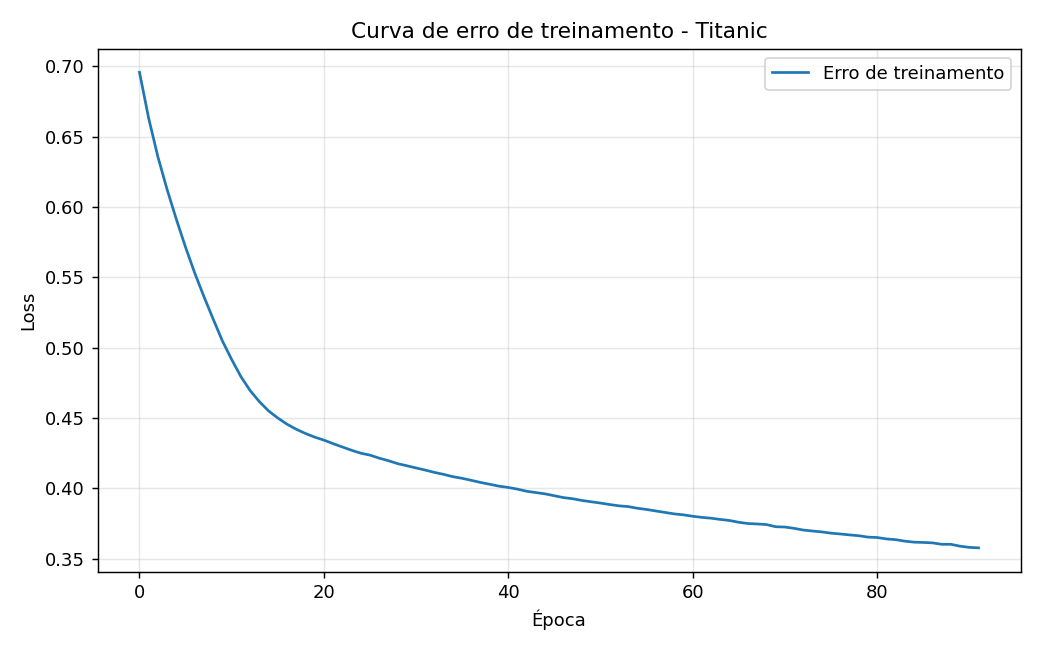 Curva de erro de treinamento - Titanic
Erro de treinamento
0.70
0.65
0.60
0.55
0.50
0.45
0.40
0.35
Loss
0 20 40 60 80
Época